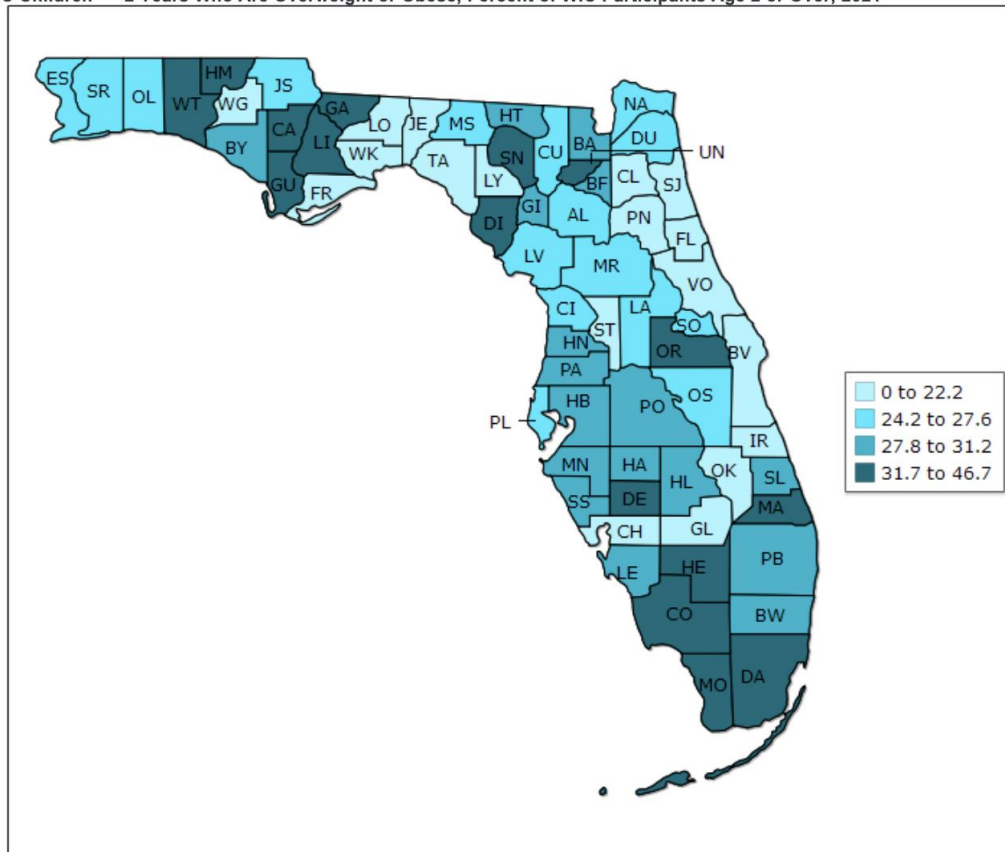 Children
2 Years Who Are Overweight or Obese, Percent of WIC Participants Age 2 or Over, 2021
ES
SR
OL
WT
HM
WG
JS
BY
CA
GU
LI
GA
FR
LO
WK
JE
TA
MS
LY
HT
SN
DI
CU
BA
UN
BF
GI
AL
LV
NA
DU
CL
SJ
PN
FL
MR
VO
CI
ST
LA
SO
HN
OR
BV
PA
PL
HB
PO
OS
IR
MN
HA
HL
OK
SL
SS
DE
MA
CH
GL
LE
HE
PB
CO
BW
MO
DA
0 to 22.2
24.2 to 27.6
27.8 to 31.2
31.7 to 46.7